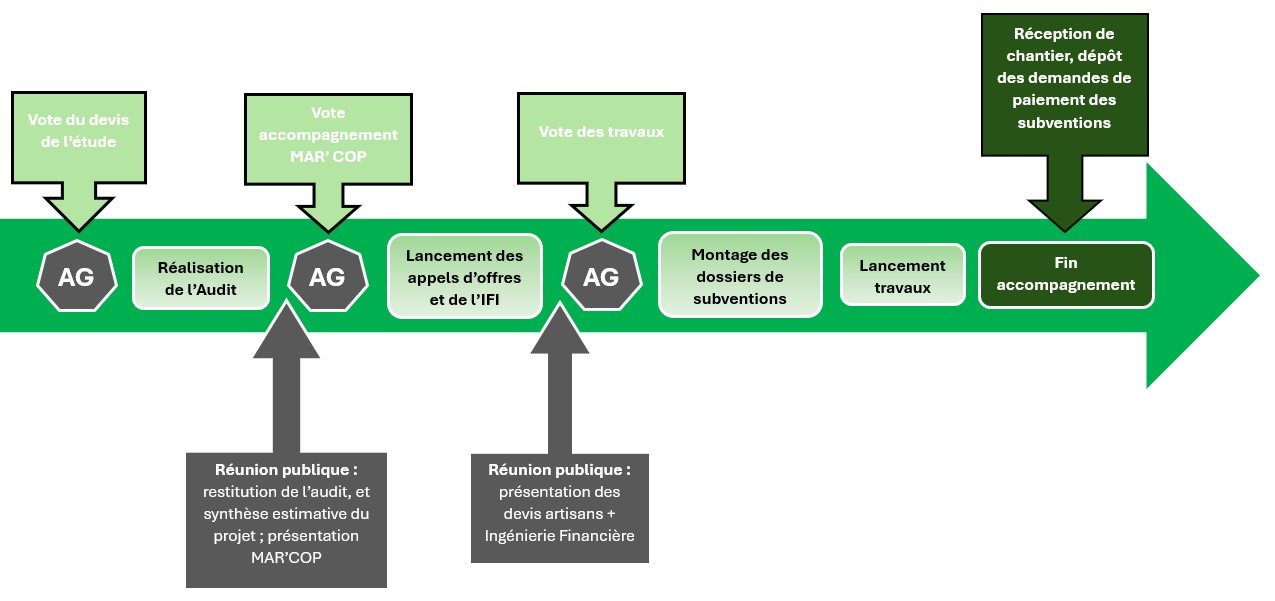 Réception de
chantier, dépôt
des demandes de
paiement des
subventions
Vote du devis
de l'étude
Vote
accompagnement
MAR' COP
Vote des travaux
AG
Réalisation
de l'Audit
AG
Lancement des
appels d'offres
et de l'IFI
AG
Montage des
dossiers de
subventions
Lancement
travaux
Fin
accompagnement
Réunion publique :
restitution de l'audit, et
synthèse estimative du
projet ; présentation
MAR'COP
Réunion publique :
présentation des
devis artisans +
Ingénierie Financière